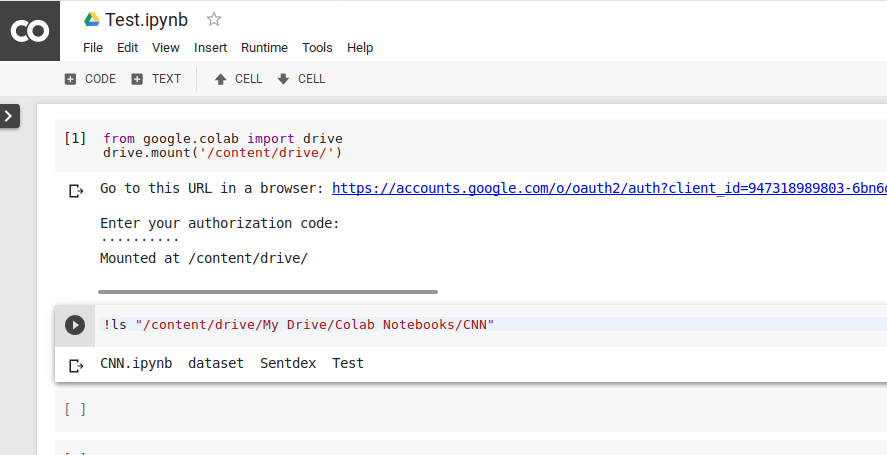 CO Test.ipynb
File Edit View Insert Runtime Tools Help
CODE TEXT CELL CELL
[1] from google.colab import drive
drive.mount('/content/drive/')
Go to this URL in a browser: https://accounts.google.com/o/oauth2/auth?client_id=947318989803-6bn6
Enter your authorization code:
··········
Mounted at /content/drive/
!ls "/content/drive/My Drive/Colab Notebooks/CNN"
CNN.ipynb dataset Sentdex Test
[ ]